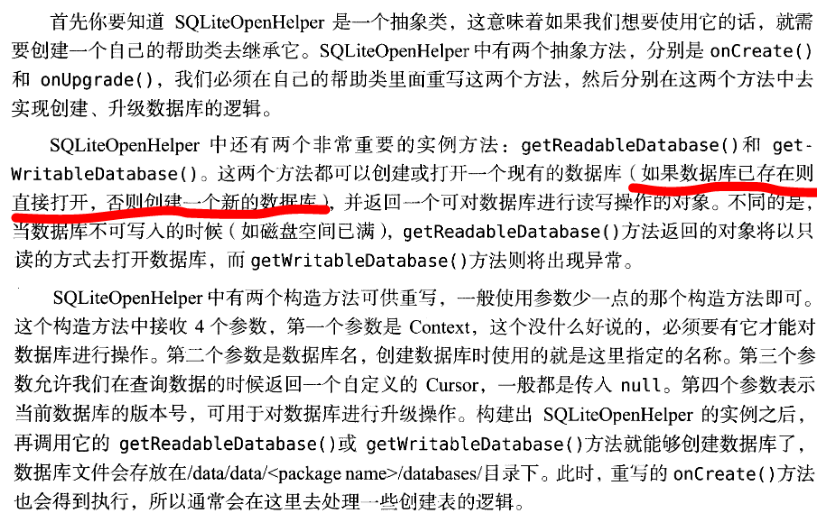 首先你要知道 SQLiteOpenHelper 是一个抽象类，这意味着如果我们想要使用它的话，就需
要创建一个自己的帮助类去继承它。SQLiteOpenHelper 中有两个抽象方法，分别是 onCreate()
和 onUpgrade()，我们必须在自己的帮助类里面重写这两个方法，然后分别在这两个方法中去
实现创建、升级数据库的逻辑。
SQLiteOpenHelper 中还有两个非常重要的实例方法：getReadableDatabase()和 get-
WritableDatabase()。这两个方法都可以创建或打开一个现有的数据库（如果数据库已存在则
直接打开，否则创建一个新的数据库），并返回一个可对数据库进行读写操作的对象。不同的是，
当数据库不可写入的时候（如磁盘空间已满），getReadableDatabase()方法返回的对象将以只
读的方式去打开数据库，而 getWritableDatabase()方法则将出现异常。
SQLiteOpenHelper 中有两个构造方法可供重写，一般使用参数少一点的那个构造方法即可。
这个构造方法中接收 4 个参数，第一个参数是 Context，这个没什么好说的，必须要有它才能对
数据库进行操作。第二个参数是数据库名，创建数据库时使用的就是这里指定的名称。第三个参
数允许我们在查询数据的时候返回一个自定义的 Cursor，一般都是传入 null。第四个参数表示
当前数据库的版本号，可用于对数据库进行升级操作。构建出 SQLiteOpenHelper 的实例之后，
再调用它的 getReadableDatabase()或 getWritableDatabase()方法就能够创建数据库了，
数据库文件会存放在/data/data/<package name>/databases/目录下。此时，重写的 onCreate()方法
也会得到执行，所以通常会在这里去处理一些创建表的逻辑。